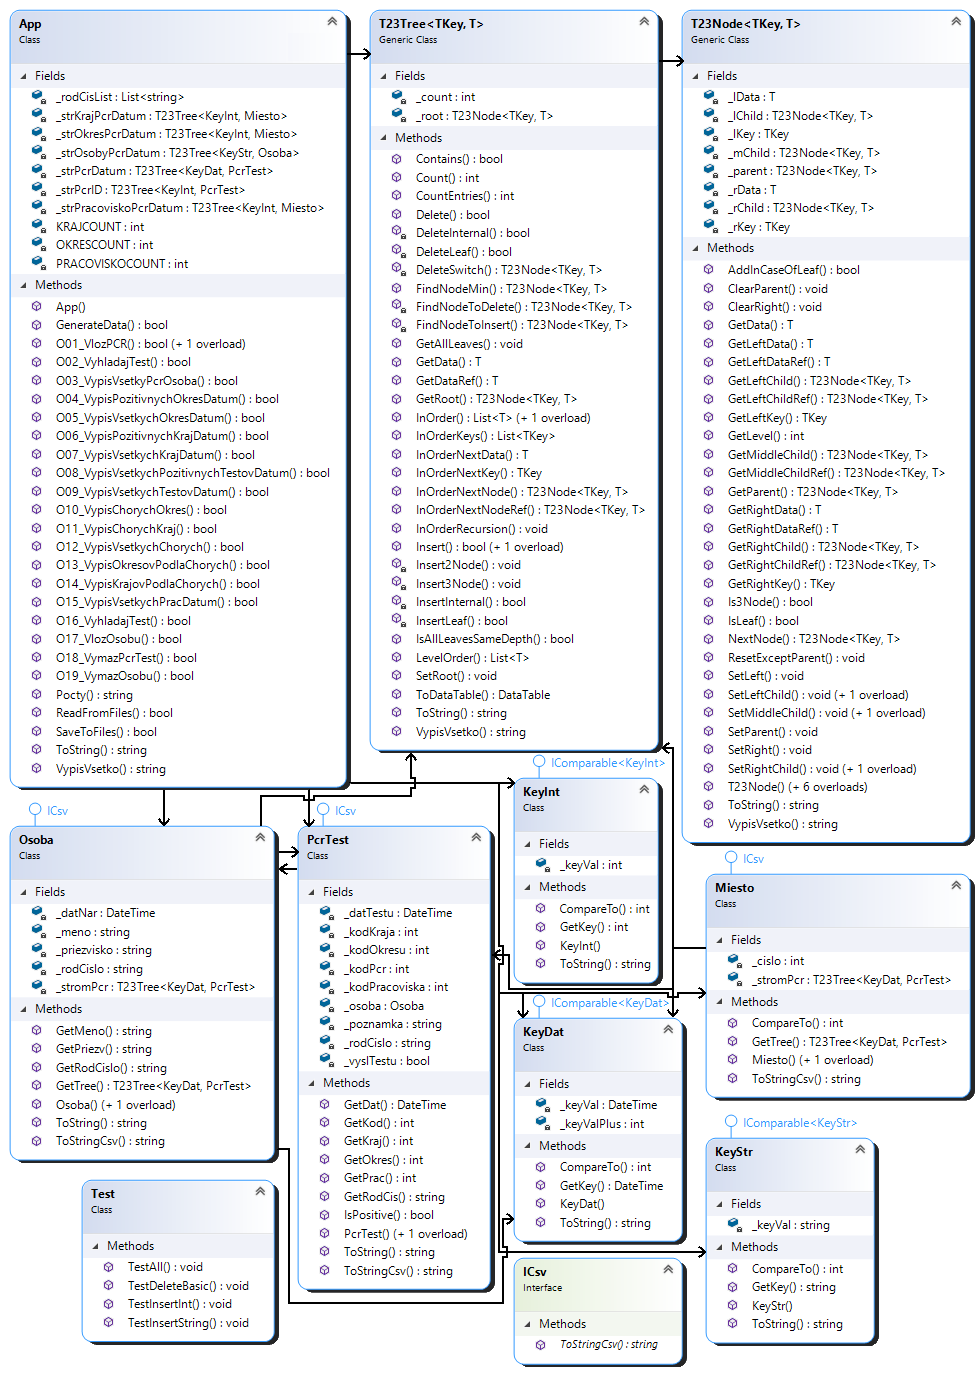 App
Class
Fields
_rodCisList : List<string>
_strKrajPcrDatum : T23Tree<KeyInt, Miesto>
_strOkresPcrDatum : T23Tree<KeyInt, Miesto>
_strOsobyPcrDatum : T23Tree<KeyStr, Osoba>
_strPcrDatum : T23Tree<KeyDat, PcrTest>
_strPcrID : T23Tree<KeyInt, PcrTest>
_strPracoviskoPcrDatum : T23Tree<KeyInt, Miesto>
KRAJCOUNT : int
OKRESCOUNT : int
PRACOVISKOCOUNT : int
Methods
App()
GenerateData() : bool
O01_VlozPCR() : bool (+ 1 overload)
O02_VyhladajTest() : bool
O03_VypisVsetkyPcrOsoba() : bool
O04_VypisPozitivnychOkresDatum() : bool
O05_VypisVsetkychOkresDatum() : bool
O06_VypisPozitivnychKrajDatum() : bool
O07_VypisVsetkychKrajDatum() : bool
O08_VypisVsetkychPozitivnychTestovDatum() : bool
O09_VypisVsetkychTestovDatum() : bool
O10_VypisChorychOkres() : bool
O11_VypisChorychKraj() : bool
O12_VypisVsetkychChorych() : bool
O13_VypisOkresovPodlaChorych() : bool
O14_VypisKrajovPodlaChorych() : bool
O15_VypisVsetkychPracDatum() : bool
O16_VyhladajTest() : bool
O17_VlozOsobu() : bool
O18_VymazPcrTest() : bool
O19_VymazOsobu() : bool
Pocty() : string
ReadFromFiles() : bool
SaveToFiles() : bool
ToString() : string
VypisVsetko() : string
T23Tree<TKey, T>
Generic Class
Fields
_count : int
_root : T23Node<TKey, T>
Methods
Contains() : bool
Count() : int
CountEntries() : int
Delete() : bool
DeleteInternal() : bool
DeleteLeaf() : bool
DeleteSwitch() : T23Node<TKey, T>
FindNodeMin() : T23Node<TKey, T>
FindNodeToDelete() : T23Node<TKey, T>
FindNodeToInsert() : T23Node<TKey, T>
GetAllLeaves() : void
GetData() : T
GetDataRef() : T
GetRoot() : T23Node<TKey, T>
InOrder() : List<T> (+ 1 overload)
InOrderKeys() : List<TKey>
InOrderNextData() : T
InOrderNextKey() : TKey
InOrderNextNode() : T23Node<TKey, T>
InOrderNextNodeRef() : T23Node<TKey, T>
InOrderRecursion() : void
Insert() : bool (+ 1 overload)
Insert2Node() : void
Insert3Node() : void
InsertInternal() : bool
InsertLeaf() : bool
IsAllLeavesSameDepth() : bool
LevelOrder() : List<T>
SetRoot() : void
ToDataTable() : DataTable
ToString() : string
VypisVsetko() : string
T23Node<TKey, T>
Generic Class
Fields
_lData : T
_lChild : T23Node<TKey, T>
_lKey : TKey
_mChild : T23Node<TKey, T>
_parent : T23Node<TKey, T>
_rData : T
_rChild : T23Node<TKey, T>
_rKey : TKey
Methods
AddInCaseOfLeaf() : bool
ClearParent() : void
ClearRight() : void
GetData() : T
GetLeftData() : T
GetLeftDataRef() : T
GetLeftChild() : T23Node<TKey, T>
GetLeftChildRef() : T23Node<TKey, T>
GetLeftKey() : TKey
GetLevel() : int
GetMiddleChild() : T23Node<TKey, T>
GetMiddleChildRef() : T23Node<TKey, T>
GetParent() : T23Node<TKey, T>
GetRightData() : T
GetRightDataRef() : T
GetRightChild() : T23Node<TKey, T>
GetRightChildRef() : T23Node<TKey, T>
GetRightKey() : TKey
Is3Node() : bool
IsLeaf() : bool
NextNode() : T23Node<TKey, T>
ResetExceptParent() : void
SetLeft() : void
SetLeftChild() : void (+ 1 overload)
SetMiddleChild() : void (+ 1 overload)
SetParent() : void
SetRight() : void
SetRightChild() : void (+ 1 overload)
T23Node() (+ 6 overloads)
ToString() : string
VypisVsetko() : string
ICsv
Osoba
Class
Fields
_datNar : DateTime
_meno : string
_priezvisko : string
_rodCislo : string
_stromPcr : T23Tree<KeyDat, PcrTest>
Methods
GetMeno() : string
GetPriezv() : string
GetRodCislo() : string
GetTree() : T23Tree<KeyDat, PcrTest>
Osoba() (+ 1 overload)
ToString() : string
ToStringCsv() : string
ICsv
PcrTest
Class
Fields
_datTestu : DateTime
_kodKraja : int
_kodOkresu : int
_kodPcr : int
_kodPracoviska : int
_osoba : Osoba
_poznamka : string
_rodCislo : string
_vyslTestu : bool
Methods
GetDat() : DateTime
GetKod() : int
GetKraj() : int
GetOkres() : int
GetPrac() : int
GetRodCis() : string
IsPositive() : bool
PcrTest() (+ 1 overload)
ToString() : string
ToStringCsv() : string
IComparable<KeyInt>
KeyInt
Class
Fields
_keyVal : int
Methods
CompareTo() : int
GetKey() : int
KeyInt()
ToString() : string
ICsv
Miesto
Class
Fields
_cislo : int
_stromPcr : T23Tree<KeyDat, PcrTest>
Methods
CompareTo() : int
GetTree() : T23Tree<KeyDat, PcrTest>
Miesto() (+ 1 overload)
ToStringCsv() : string
IComparable<KeyDat>
KeyDat
Class
Fields
_keyVal : DateTime
_keyValPlus : int
Methods
CompareTo() : int
GetKey() : DateTime
KeyDat()
ToString() : string
IComparable<KeyStr>
KeyStr
Class
Fields
_keyVal : string
Methods
CompareTo() : int
GetKey() : string
KeyStr()
ToString() : string
Test
Class
Methods
TestAll() : void
TestDeleteBasic() : void
TestInsertInt() : void
TestInsertString() : void
ICsv
Interface
Methods
ToStringCsv() : string